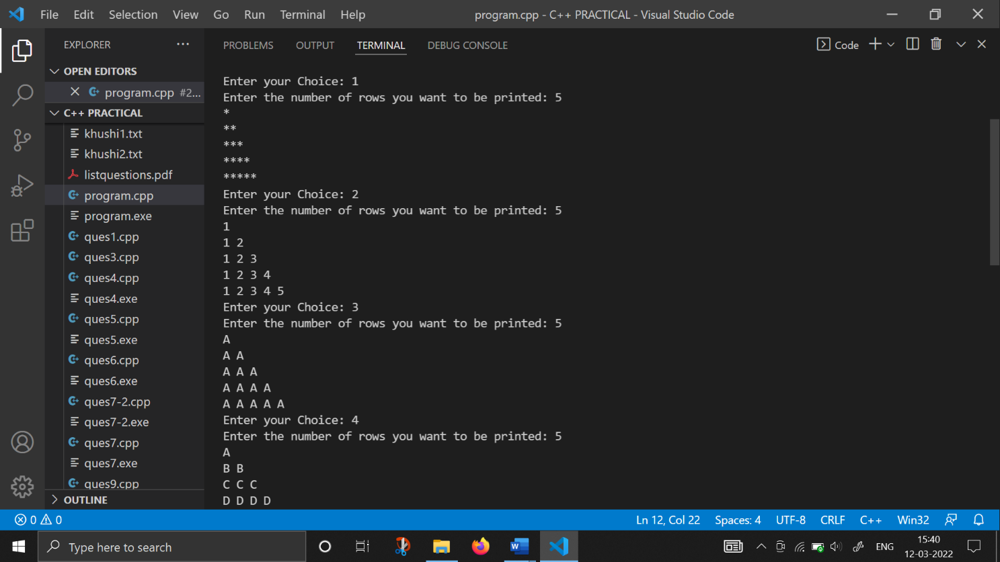 File Edit Selection View Go Run Terminal Help program.cpp - C++ PRACTICAL - Visual Studio Code
EXPLORER
OPEN EDITORS
program.cpp #2...
C++ PRACTICAL
khushi1.txt
khushi2.txt
listquestions.pdf
program.cpp
program.exe
ques1.cpp
ques3.cpp
ques4.cpp
ques4.exe
ques5.cpp
ques5.exe
ques6.cpp
ques6.exe
ques7-2.cpp
ques7-2.exe
ques7.cpp
ques7.exe
ques9.cpp
OUTLINE
PROBLEMS OUTPUT TERMINAL DEBUG CONSOLE Code
Enter your Choice: 1
Enter the number of rows you want to be printed: 5
*
**
***
****
*****
Enter your Choice: 2
Enter the number of rows you want to be printed: 5
1
1 2
1 2 3
1 2 3 4
1 2 3 4 5
Enter your Choice: 3
Enter the number of rows you want to be printed: 5
A
A A
A A A
A A A A
A A A A A
Enter your Choice: 4
Enter the number of rows you want to be printed: 5
A
B B
C C C
D D D D
0 0 Ln 12, Col 22 Spaces: 4 UTF-8 CRLF C++ Win32
Type here to search ENG 15:40
12-03-2022